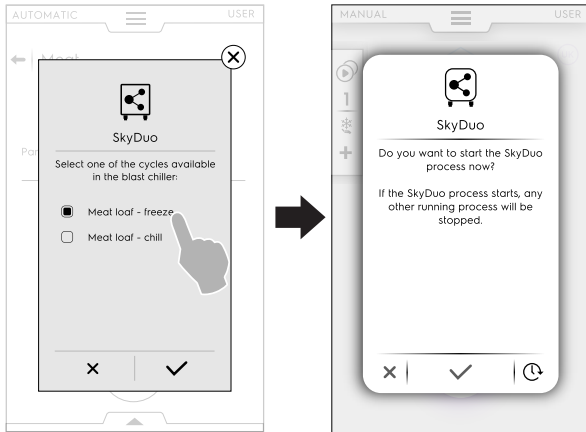 AUTOMATIC
USER
Meat
Par
SkyDuo
Select one of the cycles available
in the blast chiller:
Meat loaf - freeze
Meat loaf - chill
MANUAL
USER
1
SkyDuo
Do you want to start the SkyDuo
process now?
If the SkyDuo process starts, any
other running process will be
stopped.